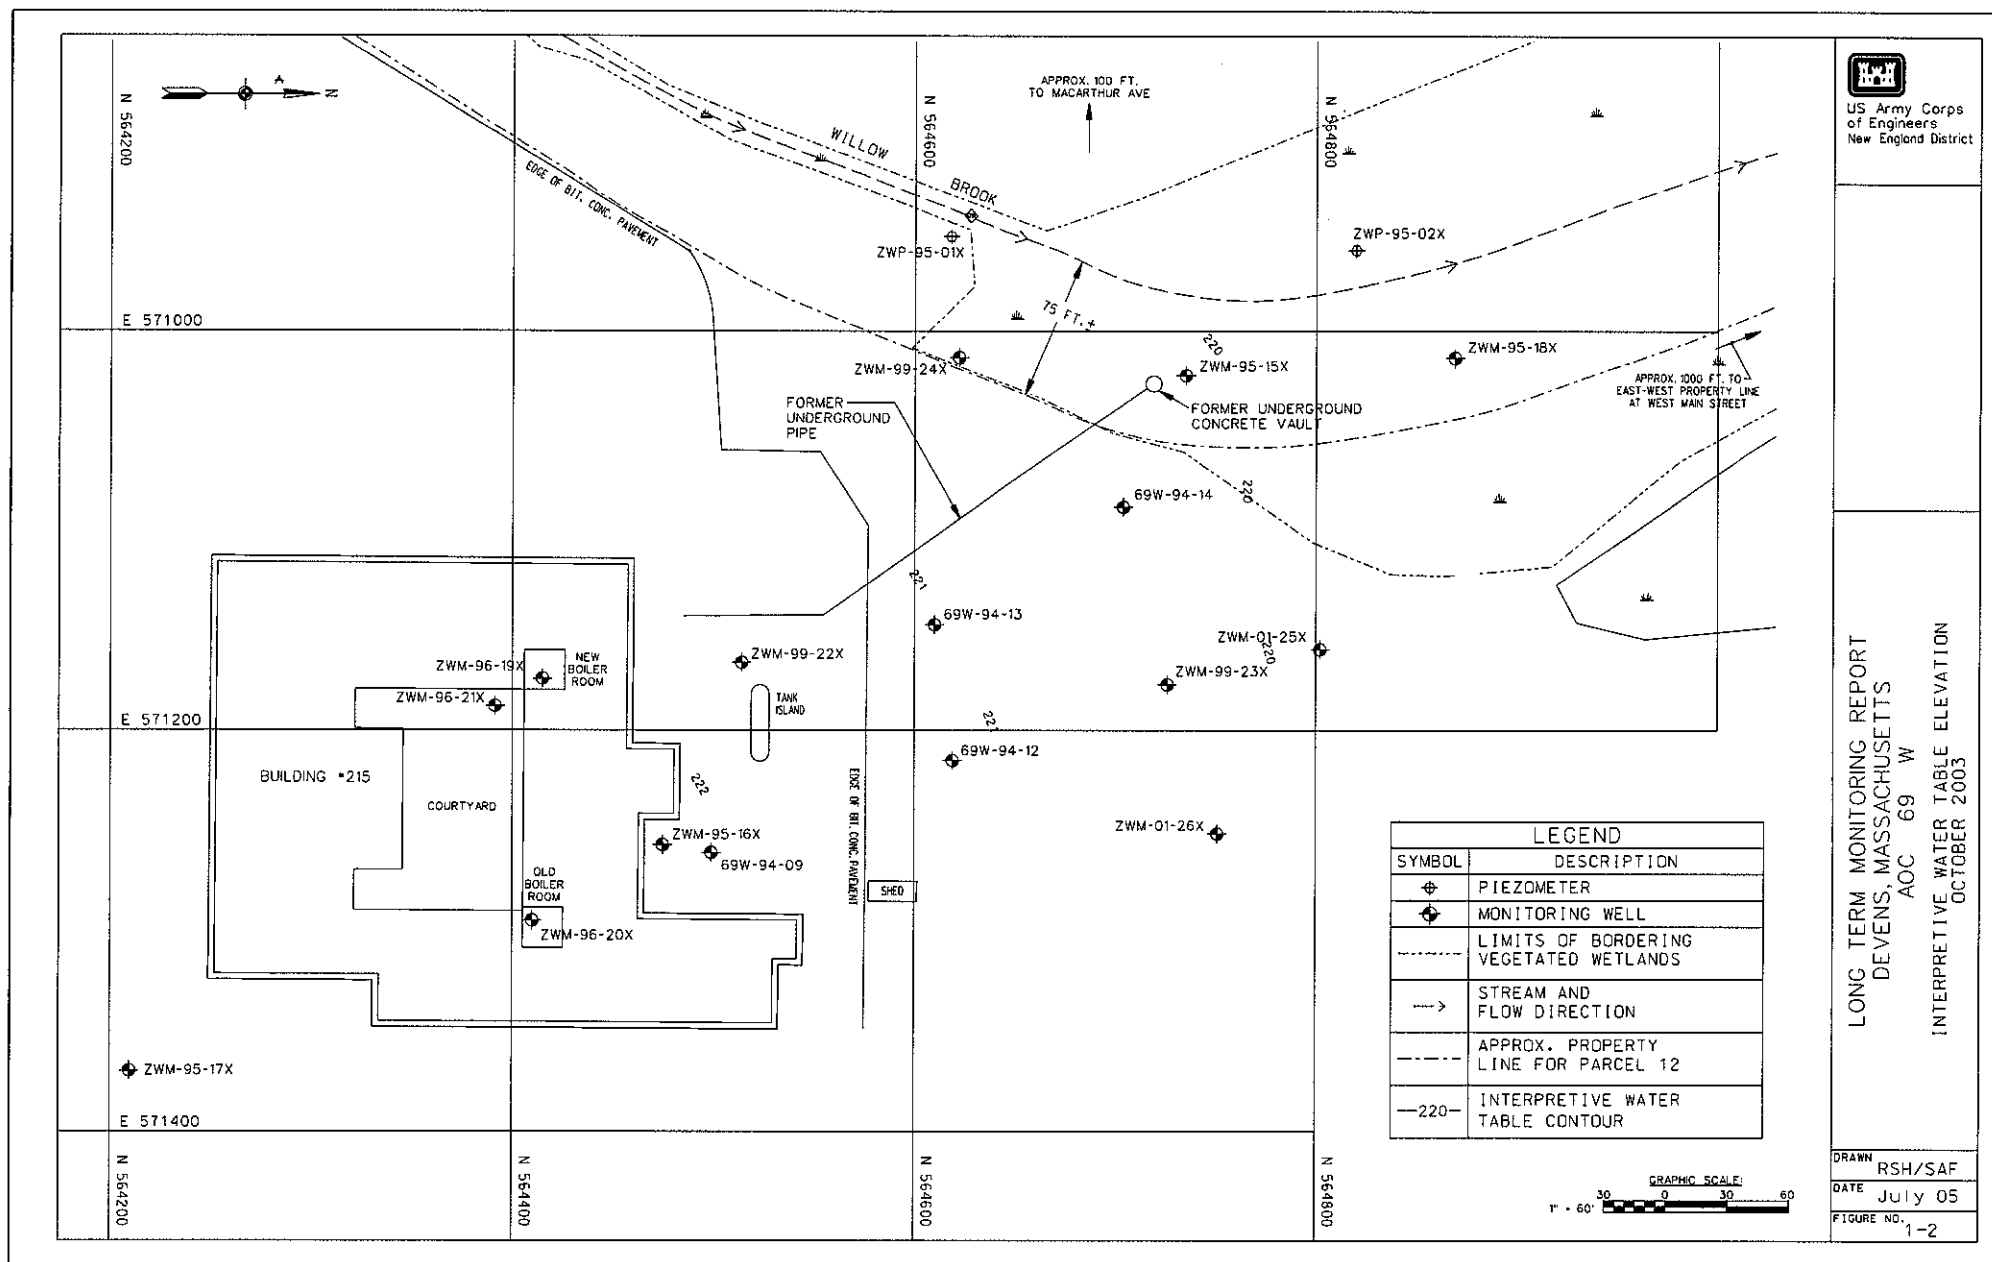 A
N
N 564200
N 564600
N 564800
APPROX. 100 FT.
TO MACARTHUR AVE
WILLOW
BROOK
EDGE OF BIT. CONC. PAVEMENT
ZWP-95-01X
ZWP-95-02X
75 FT.±
E 571000
220
ZWM-99-24X
ZWM-95-15X
ZWM-95-18X
APPROX. 1000 FT. TO
EAST-WEST PROPERTY LINE
AT WEST MAIN STREET
FORMER
UNDERGROUND
PIPE
FORMER UNDERGROUND
CONCRETE VAULT
69W-94-14
220
221
69W-94-13
ZWM-01-25X
220
ZWM-99-23X
ZWM-99-22X
ZWM-96-19X
NEW
BOILER
ROOM
ZWM-96-21X
TANK
ISLAND
E 571200
221
69W-94-12
BUILDING #215
COURTYARD
222
EDGE OF BIT. CONC. PAVEMENT
ZWM-95-16X
69W-94-09
ZWM-01-26X
OLD
BOILER
ROOM
SHED
ZWM-96-20X
ZWM-95-17X
E 571400
N 564200
N 564400
N 564600
N 564800
LEGEND
SYMBOL DESCRIPTION
PIEZOMETER
MONITORING WELL
LIMITS OF BORDERING
VEGETATED WETLANDS
STREAM AND
FLOW DIRECTION
APPROX. PROPERTY
LINE FOR PARCEL 12
—220— INTERPRETIVE WATER
TABLE CONTOUR
GRAPHIC SCALE:
1" = 60' 30 0 30 60
US Army Corps
of Engineers
New England District
LONG TERM MONITORING REPORT
DEVENS, MASSACHUSETTS
AOC 69 W
INTERPRETIVE WATER TABLE ELEVATION
OCTOBER 2003
DRAWN RSH/SAF
DATE July 05
FIGURE NO. 1-2